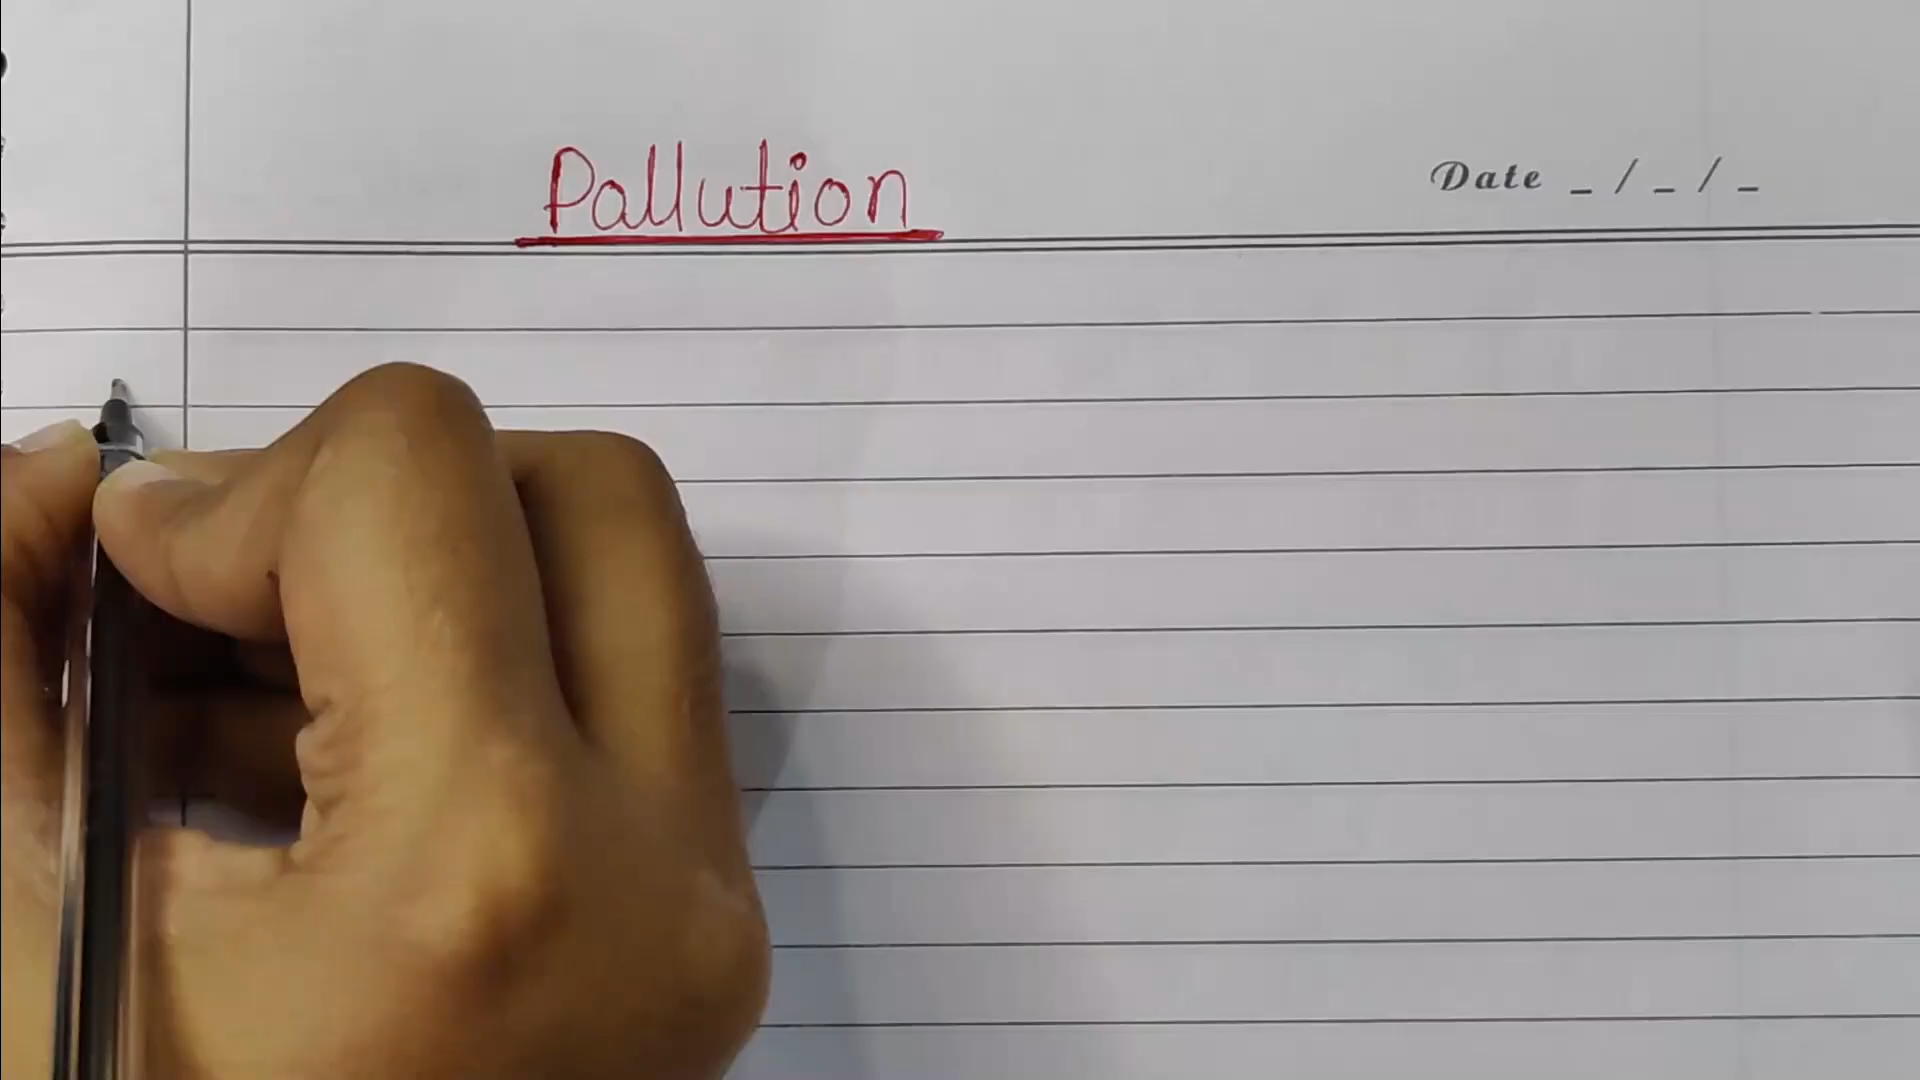 Pallution
Date _ / _ / _